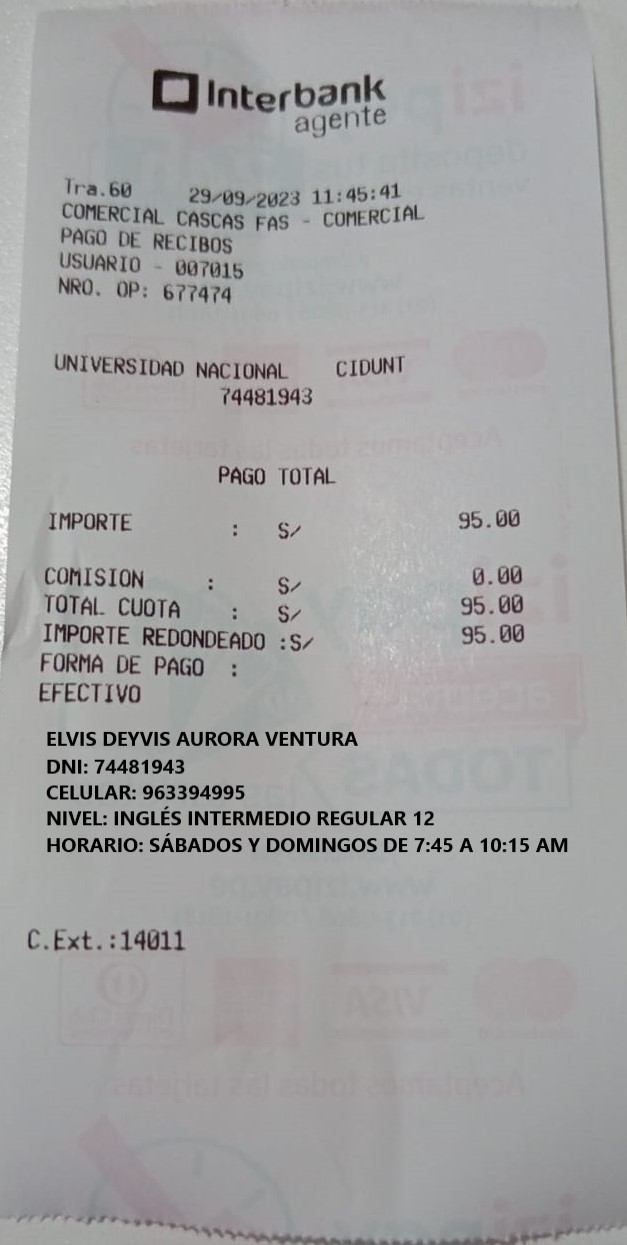 Interbank
agente
Tra.60 29/09/2023 11:45:41
COMERCIAL CASCAS FAS - COMERCIAL
PAGO DE RECIBOS
USUARIO - 007015
NRO. OP: 677474
UNIVERSIDAD NACIONAL CIDUNT
74481943
PAGO TOTAL
IMPORTE : S/ 95.00
COMISION : S/ 0.00
TOTAL CUOTA : S/ 95.00
IMPORTE REDONDEADO :S/ 95.00
FORMA DE PAGO :
EFECTIVO
ELVIS DEYVIS AURORA VENTURA
DNI: 74481943
CELULAR: 963394995
NIVEL: INGLÉS INTERMEDIO REGULAR 12
HORARIO: SÁBADOS Y DOMINGOS DE 7:45 A 10:15 AM
C.Ext.:14011